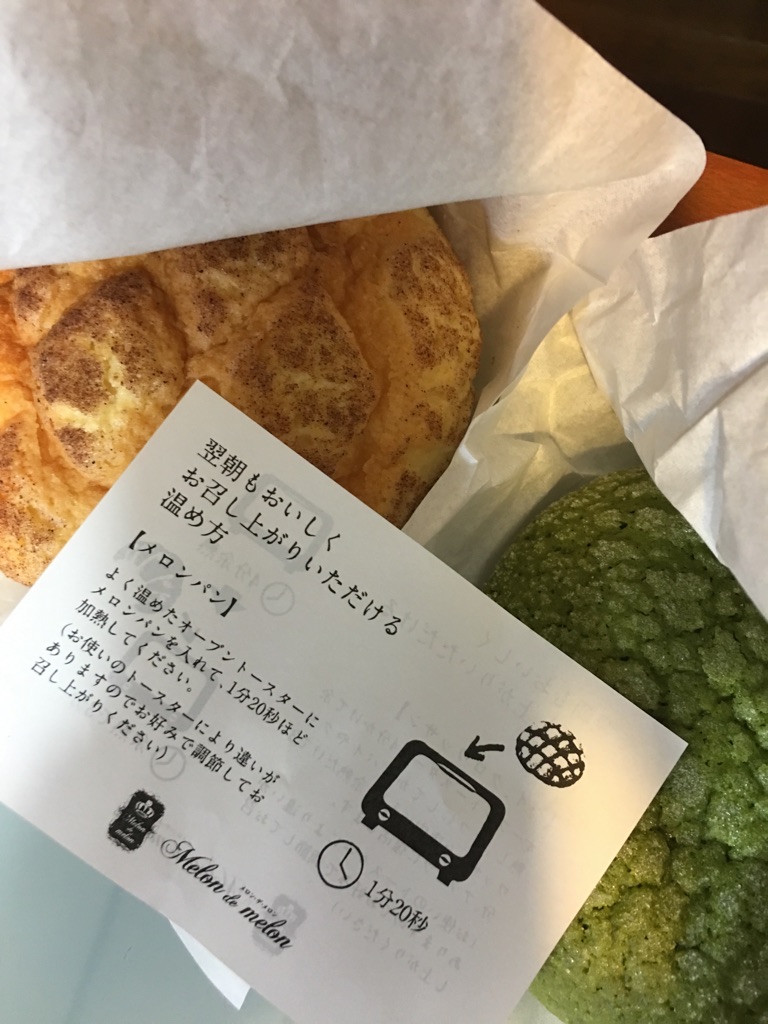 翌朝もおいしく
お召し上がりいただける
温め方
【メロンパン】
よく温めたオーブントースターに
メロンパンを入れて、1分20秒ほど
加熱してください。
(お使いのトースターにより違いが
ありますのでお好みで調節してお
召し上がりください)
1分20秒
Melon
de
melon
メロン・デ・メロン
Melon de melon